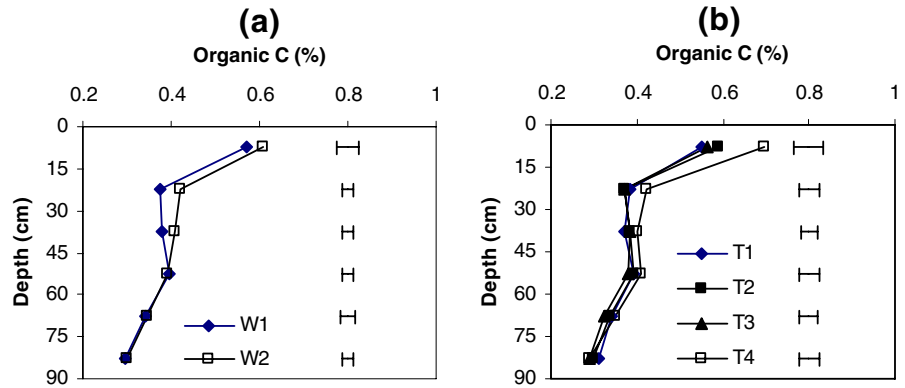 (a)
Organic C (%)
0.2 0.4 0.6 0.8 1
0
15
30
45
60
75
90
Depth (cm)
W1
W2
(b)
Organic C (%)
0.2 0.4 0.6 0.8 1
0
15
30
45
60
75
90
Depth (cm)
T1
T2
T3
T4